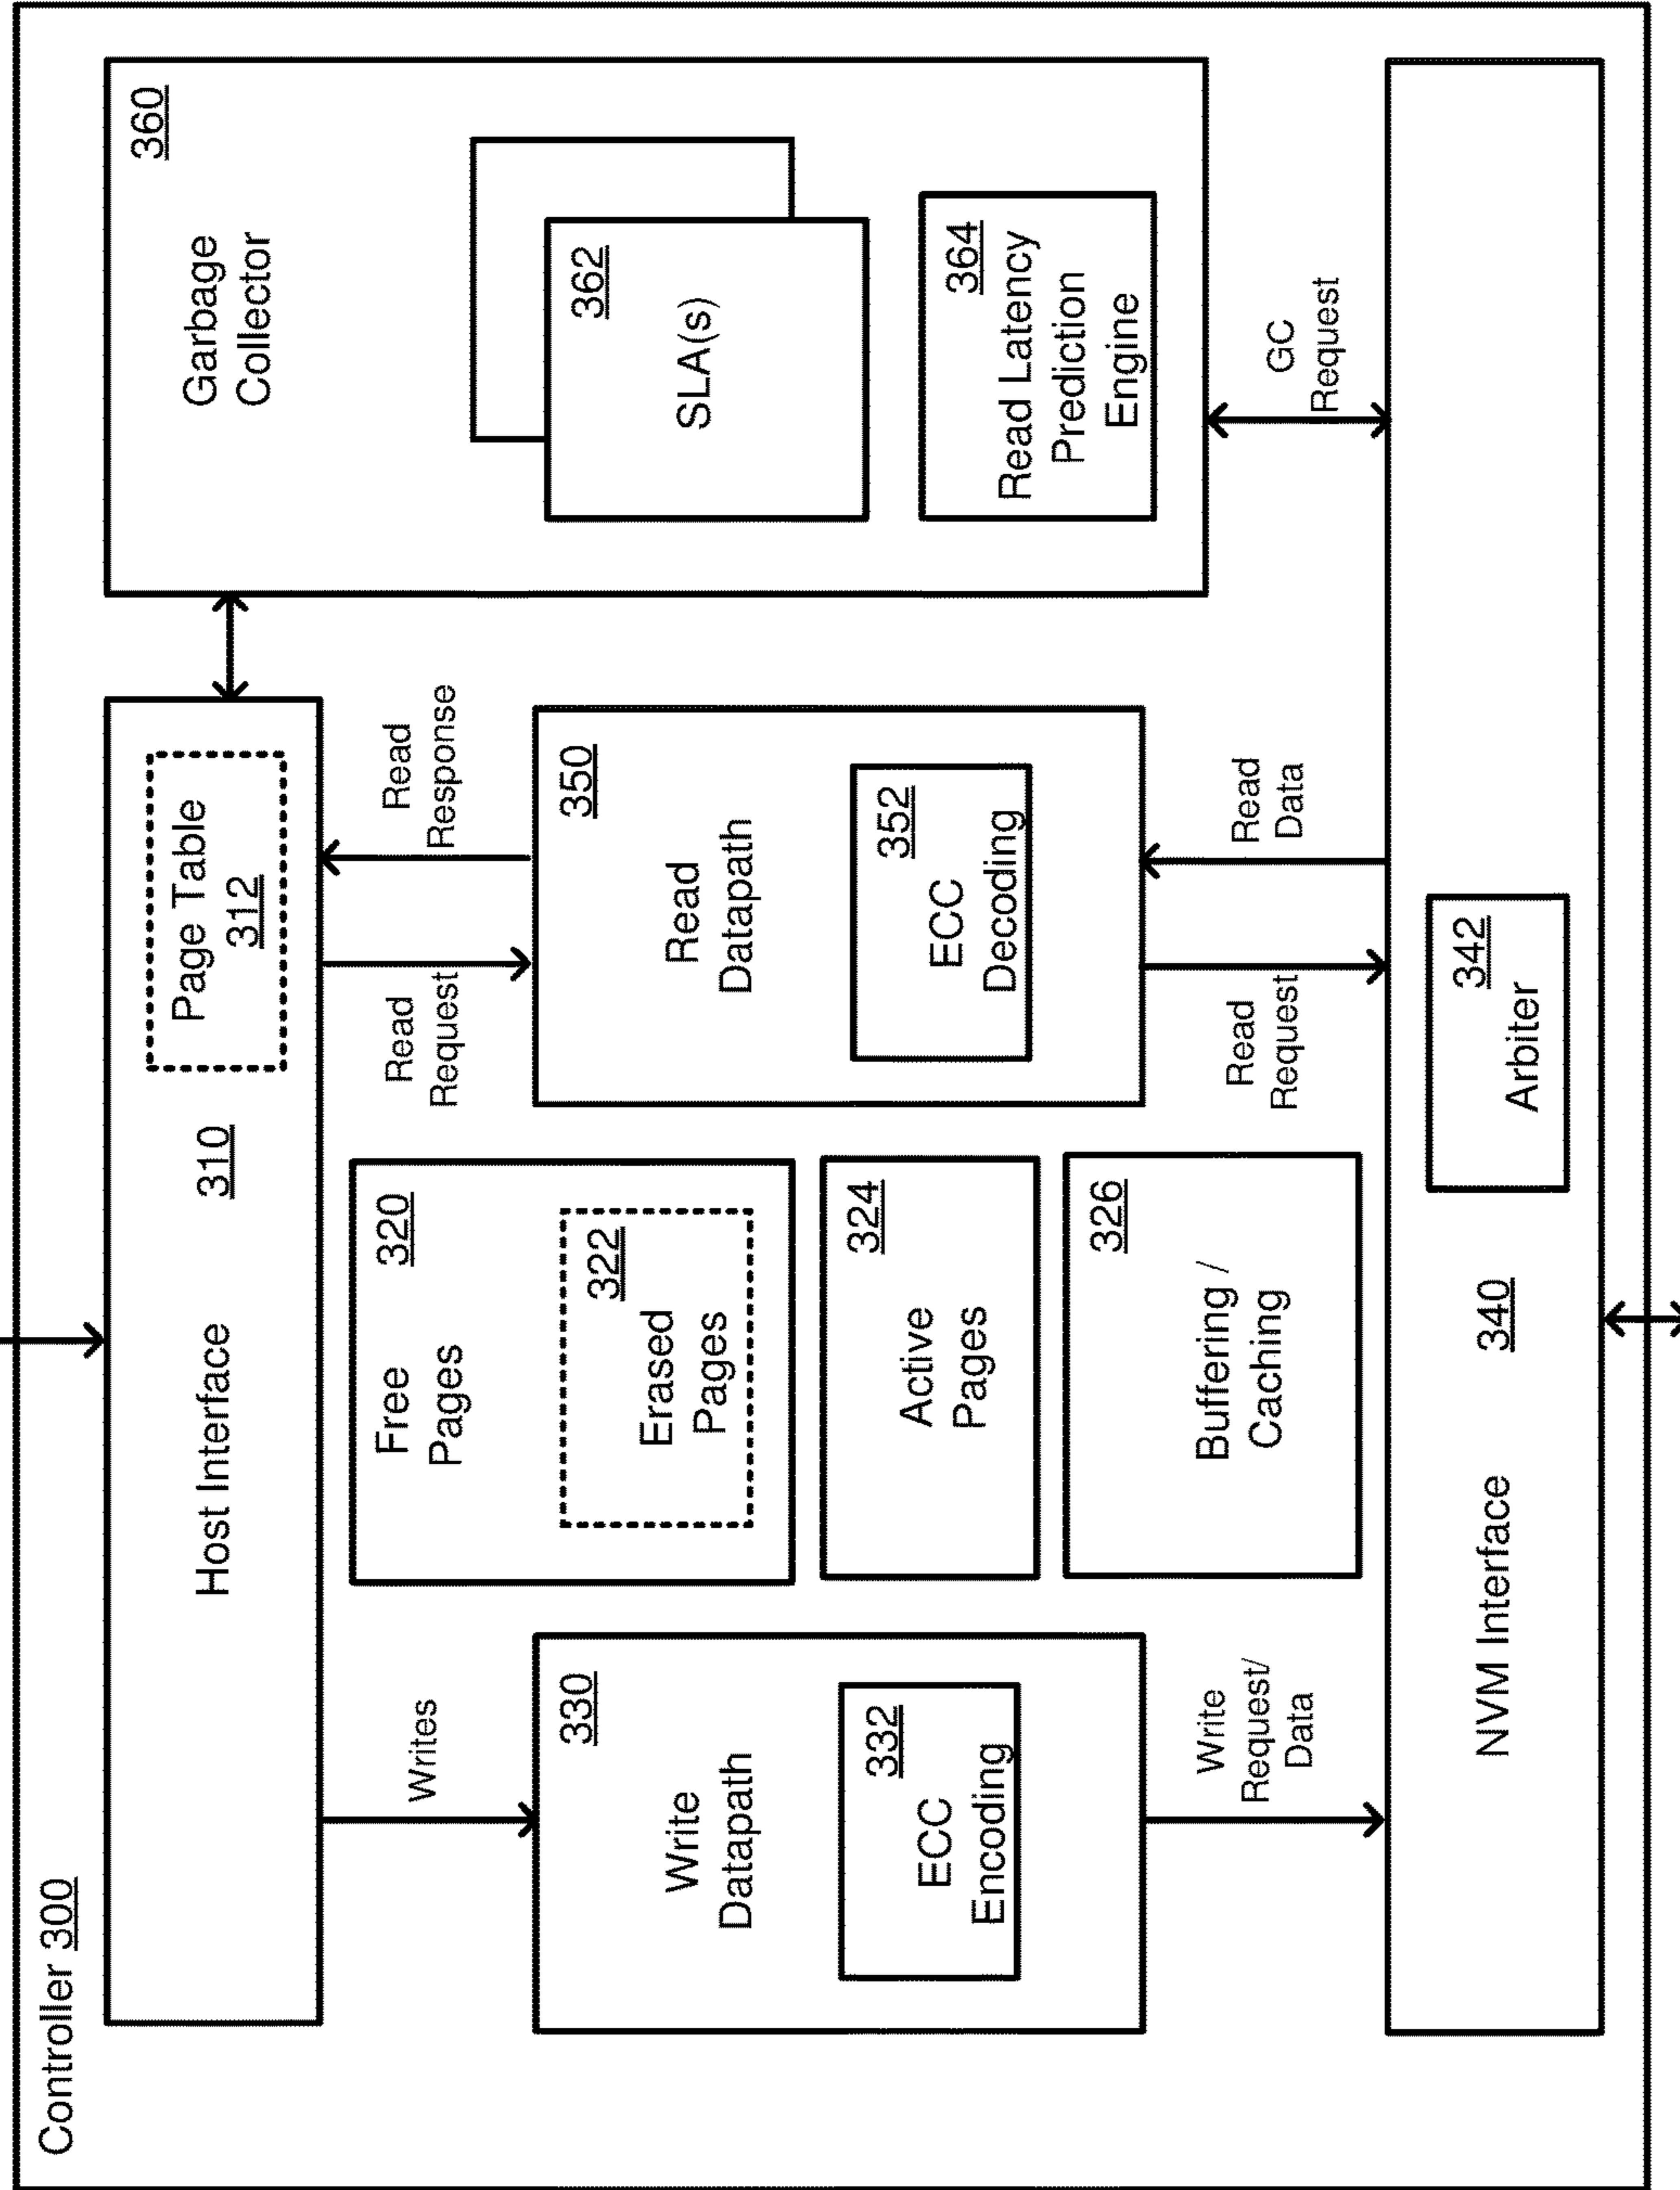 Controller 300
Host Interface 310
Page Table
312
Writes
Write
Datapath
330
ECC
Encoding
332
Write
Request/
Data
Free
Pages
320
Erased
Pages
322
Active
Pages
324
Buffering /
Caching
326
Read
Request
Read
Response
Read
Datapath
350
ECC
Decoding
352
Read
Request
Read
Data
Garbage
Collector
360
362
SLA(s)
364
Read Latency
Prediction
Engine
GC
Request
NVM Interface 340
342
Arbiter